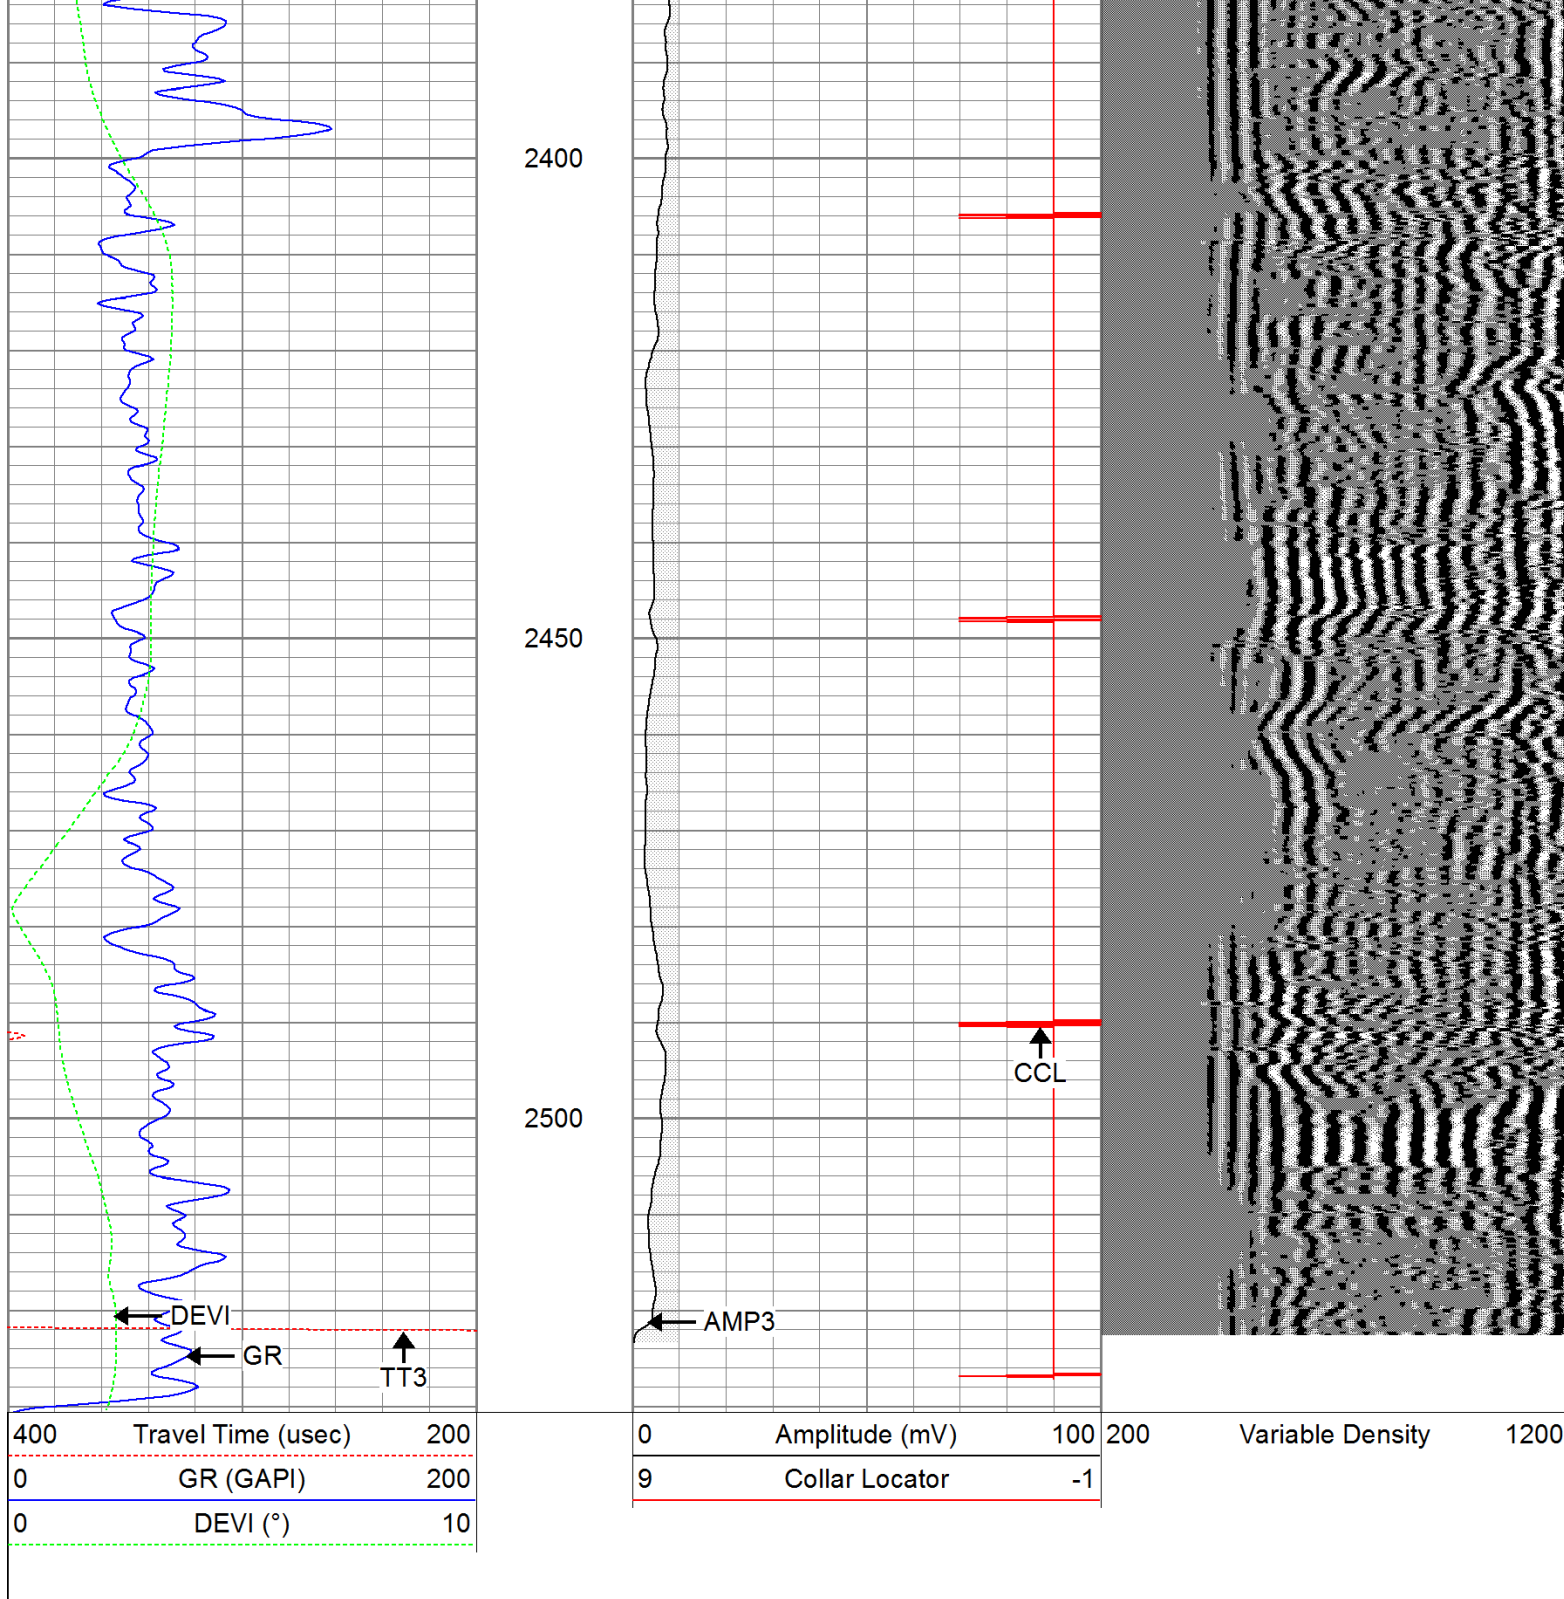 2400
2450
CCL
2500
DEVI
AMP3
GR
TT3
400 Travel Time (usec) 200
0 Amplitude (mV) 100
200 Variable Density 1200
0 GR (GAPI) 200
9 Collar Locator -1
0 DEVI (°) 10